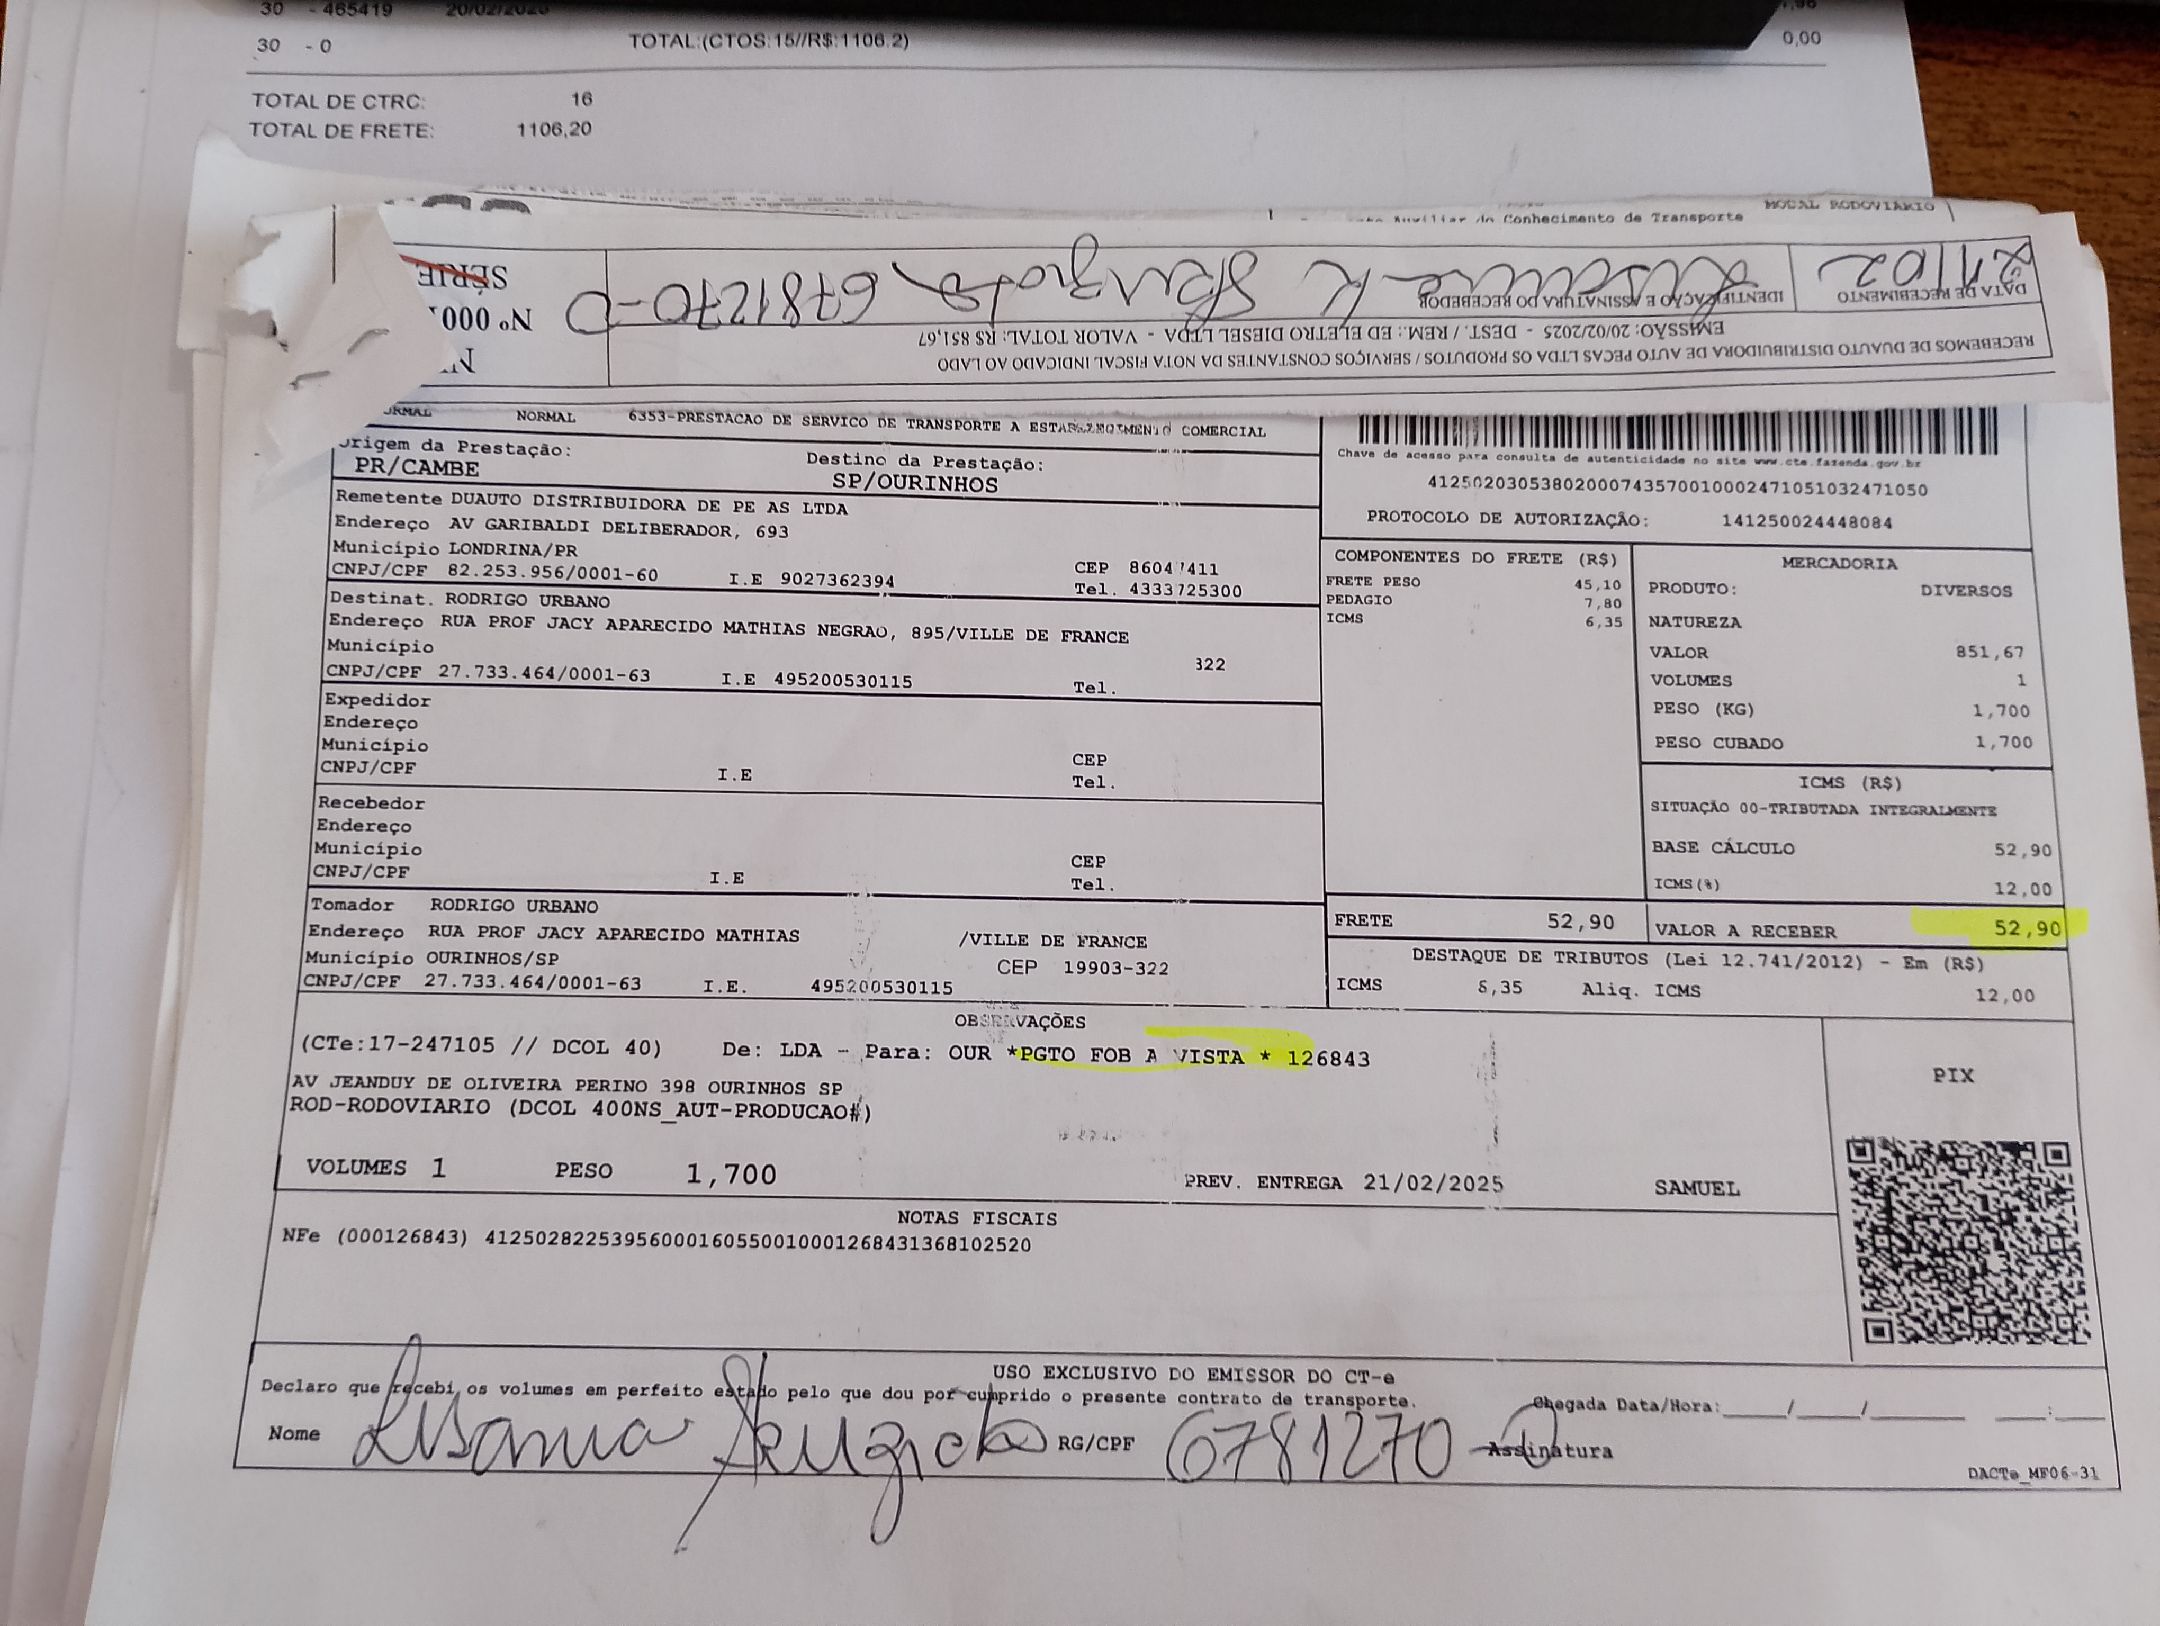 30 - 465419 20/02/2025
30 - 0 TOTAL:(CTOS:15//R$:1106.2) 0,00
TOTAL DE CTRC: 16
TOTAL DE FRETE: 1106,20
MODAL RODOVIÁRIO
Auxiliar do Conhecimento de Transporte
RECEBEMOS DE DUAUTO DISTRIBUIDORA DE AUTO PECAS LTDA OS PRODUTOS / SERVIÇOS CONSTANTES DA NOTA FISCAL INDICADO AO LADO
EMISSÃO: 20/02/2025 - DEST. / REM.: ED ELETRO DIESEL LTDA - VALOR TOTAL: R$ 851,67
DATA DE RECEBIMENTO IDENTIFICAÇÃO E ASSINATURA DO RECEBEDOR
21/02 6781270-0
Nº 000
SÉRIE
NORMAL 6353-PRESTACAO DE SERVICO DE TRANSPORTE A ESTABELECIMENTO COMERCIAL
Origem da Prestação: Destino da Prestação:
PR/CAMBE SP/OURINHOS
Remetente DUAUTO DISTRIBUIDORA DE PE AS LTDA
Endereço AV GARIBALDI DELIBERADOR, 693
Município LONDRINA/PR CEP 8604 411
CNPJ/CPF 82.253.956/0001-60 I.E 9027362394 Tel. 4333725300
Destinat. RODRIGO URBANO
Endereço RUA PROF JACY APARECIDO MATHIAS NEGRAO, 895/VILLE DE FRANCE
Município 322
CNPJ/CPF 27.733.464/0001-63 I.E 495200530115 Tel.
Expedidor
Endereço
Município CEP
CNPJ/CPF I.E Tel.
Recebedor
Endereço
Município CEP
CNPJ/CPF I.E Tel.
Tomador RODRIGO URBANO
Endereço RUA PROF JACY APARECIDO MATHIAS /VILLE DE FRANCE
Município OURINHOS/SP CEP 19903-322
CNPJ/CPF 27.733.464/0001-63 I.E. 495200530115
Chave de acesso para consulta de autenticidade no site www.cte.fazenda.gov.br
41250203053802000743570010002471051032471050
PROTOCOLO DE AUTORIZAÇÃO: 141250024448084
COMPONENTES DO FRETE (R$)
FRETE PESO 45,10
PEDAGIO 7,80
ICMS 6,35
MERCADORIA
PRODUTO: DIVERSOS
NATUREZA
VALOR 851,67
VOLUMES 1
PESO (KG) 1,700
PESO CUBADO 1,700
ICMS (R$)
SITUAÇÃO 00-TRIBUTADA INTEGRALMENTE
BASE CÁLCULO 52,90
ICMS(%) 12,00
FRETE 52,90 VALOR A RECEBER 52,90
DESTAQUE DE TRIBUTOS (Lei 12.741/2012) - Em (R$)
ICMS 6,35 Aliq. ICMS 12,00
OBSERVAÇÕES
(CTe:17-247105 // DCOL 40) De: LDA - Para: OUR *PGTO FOB A VISTA * 126843
AV JEANDUY DE OLIVEIRA PERINO 398 OURINHOS SP
ROD-RODOVIARIO (DCOL 400NS_AUT-PRODUCAO#)
PIX
VOLUMES 1 PESO 1,700 PREV. ENTREGA 21/02/2025 SAMUEL
NOTAS FISCAIS
NFe (000126843) 41250282253956000160550010001268431368102520
USO EXCLUSIVO DO EMISSOR DO CT-e
Declaro que recebi os volumes em perfeito estado pelo que dou por cumprido o presente contrato de transporte. Chegada Data/Hora:____/____/______ ___:___
Nome RG/CPF 6781270 Assinatura
DACTe_MF06-31